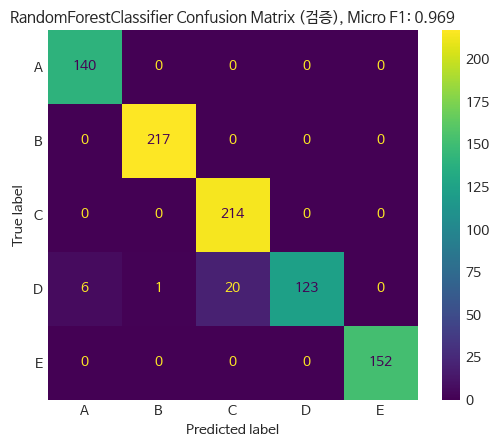 RandomForestClassifier Confusion Matrix (검증), Micro F1: 0.969
A 140 0 0 0 0
B 0 217 0 0 0
C 0 0 214 0 0
D 6 1 20 123 0
E 0 0 0 0 152
A B C D E
Predicted label
True label
200
175
150
125
100
75
50
25
0